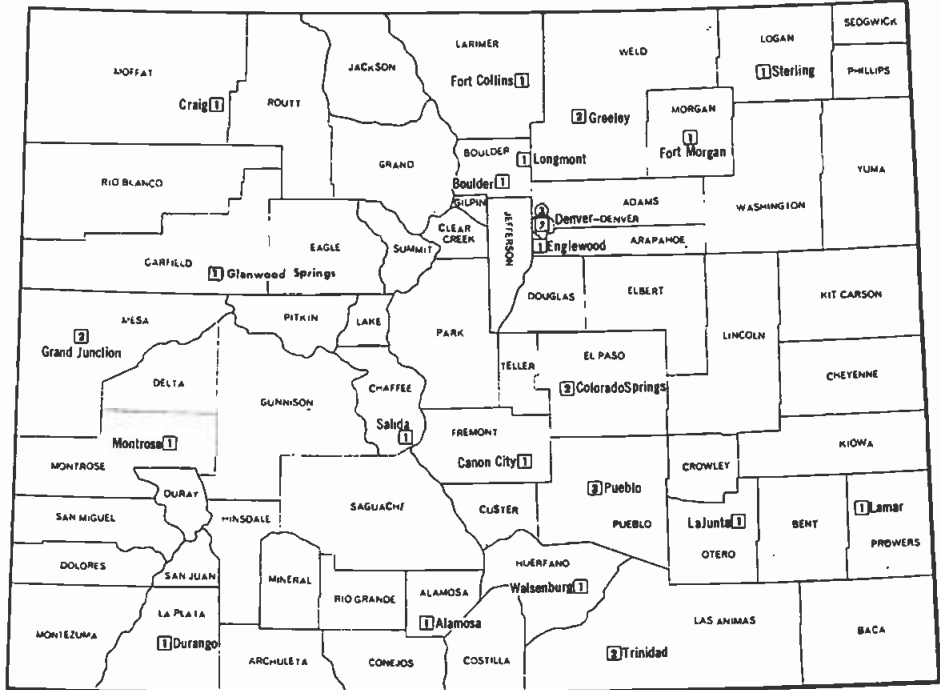 SEDGWICK
LOGAN
LARIMER
WELD
JACKSON
MOFFAT
1 Sterling
PHILLIPS
Fort Collins 1
Craig 1
ROUTT
MORGAN
2 Greeley
1
Fort Morgan
BOULDER
1 Longmont
GRAND
YUMA
RIO BLANCO
Boulder 1
GILPIN
ADAMS
WASHINGTON
3
2 Denver-DENVER
JEFFERSON
CLEAR
CREEK
EAGLE
SUMMIT
1 Englewood
ARAPAHOE
GARFIELD
1 Glenwood Springs
DOUGLAS
ELBERT
KIT CARSON
MESA
PITKIN
LAKE
PARK
LINCOLN
2
Grand Junction
EL PASO
TELLER
CHEYENNE
DELTA
CHAFFEE
2 Colorado Springs
GUNNISON
Salida
1
FREMONT
Montrose 1
KIOWA
MONTROSE
Canon City 1
CROWLEY
OURAY
3 Pueblo
SAGUACHE
CUSTER
1 Lamar
SAN MIGUEL
HINSDALE
PUEBLO
LaJunta 1
BENT
OTERO
PROWERS
DOLORES
SAN JUAN
MINERAL
HUERFANO
Walsenburg 1
RIO GRANDE
ALAMOSA
LA PLATA
1 Alamosa
LAS ANIMAS
MONTEZUMA
1 Durango
BACA
2 Trinidad
ARCHULETA
CONEJOS
COSTILLA